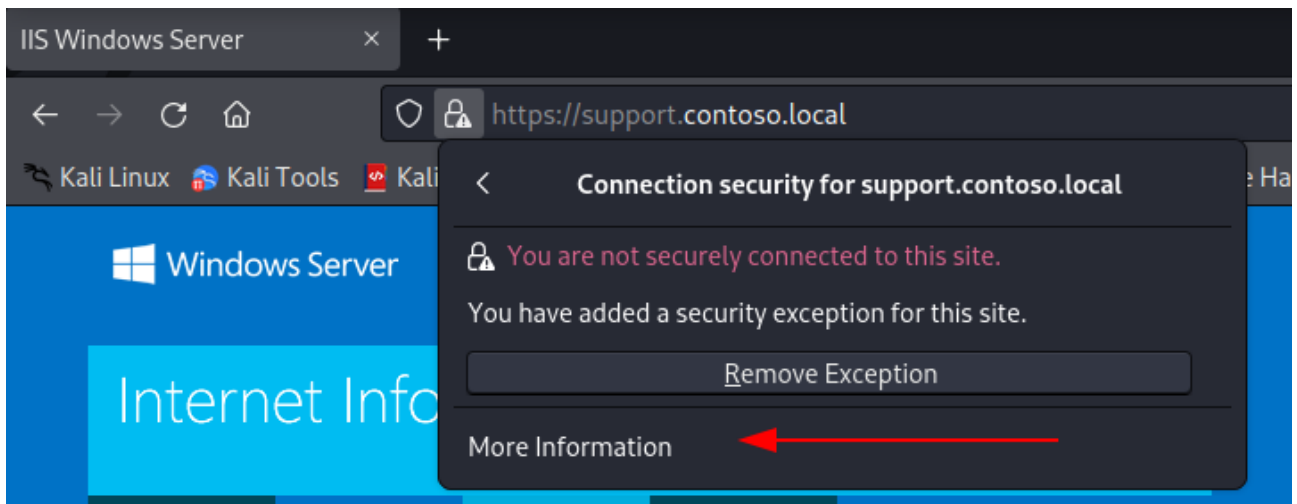 IIS Windows Server
https://support.contoso.local
Kali Linux Kali Tools Kali
Connection security for support.contoso.local
You are not securely connected to this site.
You have added a security exception for this site.
Remove Exception
More Information
Windows Server
Internet Info